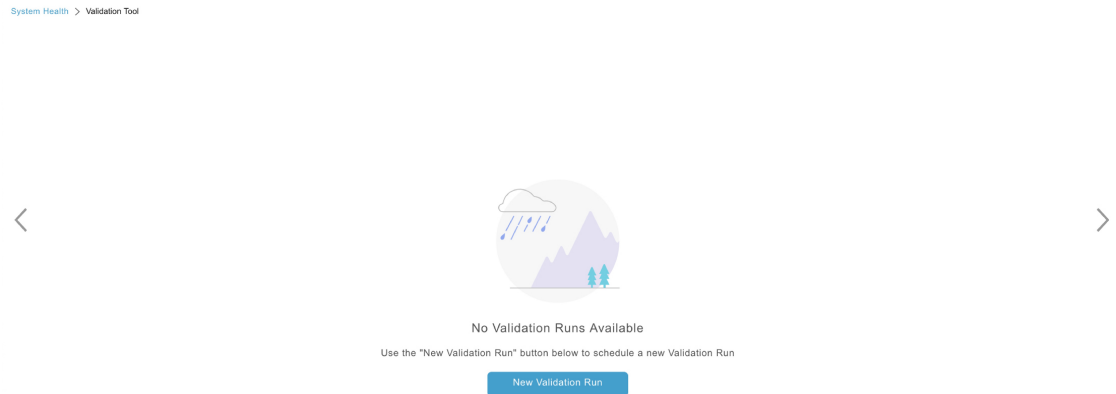 System Health > Validation Tool
No Validation Runs Available
Use the "New Validation Run" button below to schedule a new Validation Run
New Validation Run